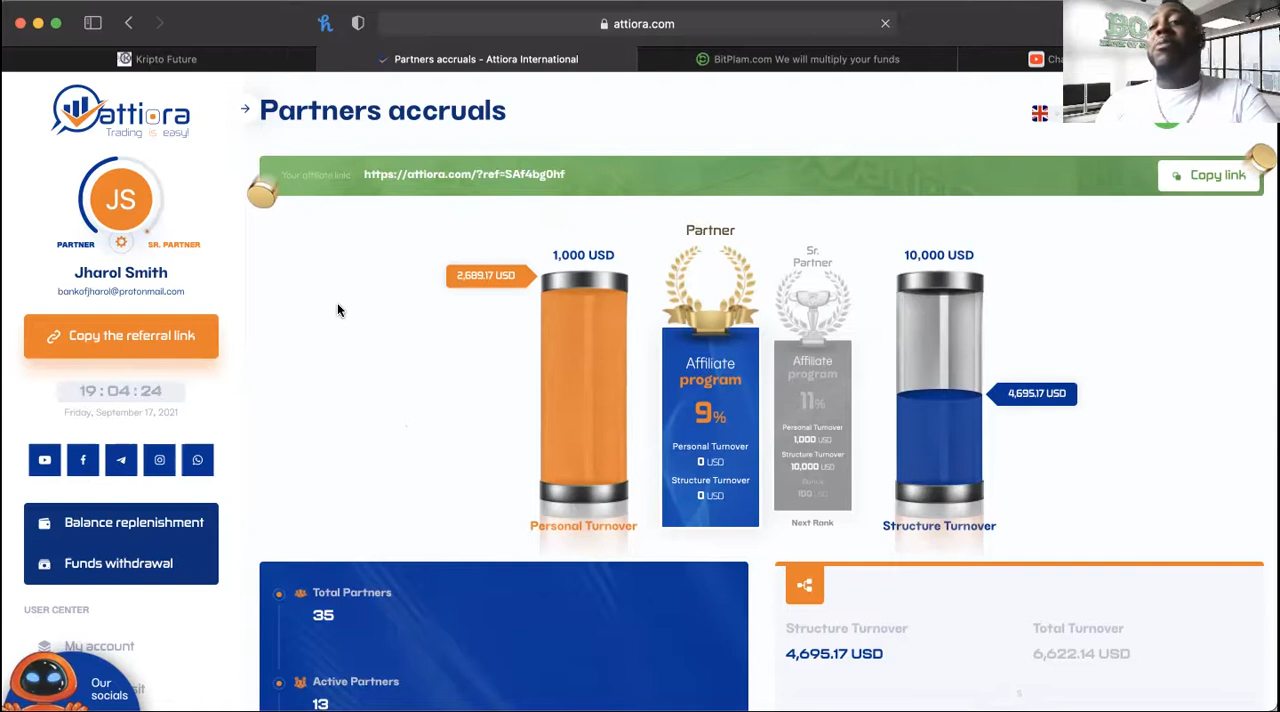 attiora.com
Kripto Future
Partners accruals - Attiora International
BitPlam.com We will multiply your funds
attiora
Trading is easy!
Partners accruals
Your affiliate link:
https://attiora.com/?ref=SAf4bg0hf
Copy link
JS
PARTNER
SR. PARTNER
Jharol Smith
bankofjharol@protonmail.com
Copy the referral link
19:04:24
Friday, September 17, 2021
Balance replenishment
Funds withdrawal
USER CENTER
My account
Our
socials
1,000 USD
2,689.17 USD
Personal Turnover
Partner
Affiliate
program
9%
Personal Turnover
0 USD
Structure Turnover
0 USD
Sr.
Partner
Affiliate
program
11%
Personal Turnover
1,000 USD
Structure Turnover
10,000 USD
Bonus
100 USD
Next Rank
10,000 USD
4,695.17 USD
Structure Turnover
Total Partners
35
Active Partners
13
Structure Turnover
4,695.17 USD
Total Turnover
6,622.14 USD